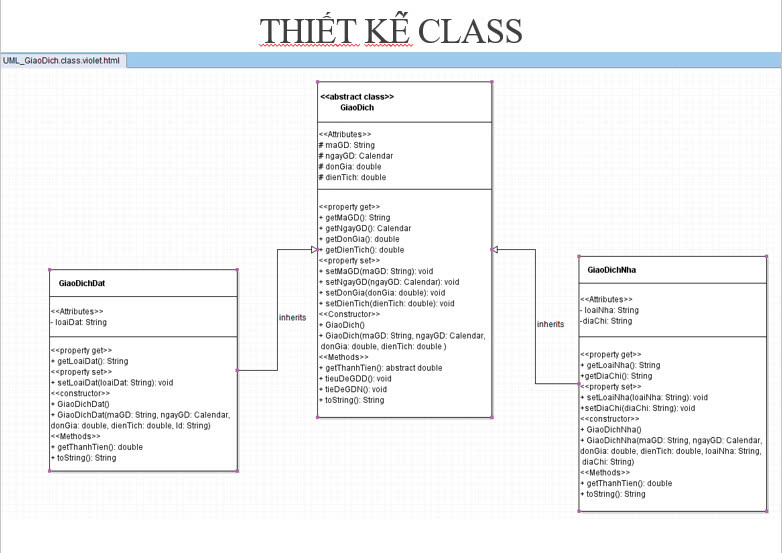 THIẾT KẾ CLASS
UML_GiaoDich.class.violet.html
<<abstract class>>
GiaoDich
<<Attributes>>
# maGD: String
# ngayGD: Calendar
# donGia: double
# dienTich: double
<<property get>>
+ getMaGD(): String
+ getNgayGD(): Calendar
+ getDonGia(): double
+ getDienTich(): double
<<property set>>
+ setMaGD(maGD: String): void
+ setNgayGD(ngayGD: Calendar): void
+ setDonGia(donGia: double): void
+ setDienTich(dienTich: double): void
<<Constructor>>
+ GiaoDich()
+ GiaoDich(maGD: String, ngayGD: Calendar,
donGia: double, dienTich: double )
<<Methods>>
+ getThanhTien(): abstract double
+ tieuDeGDD(): void
+ tieDeGDN(): void
+ toString(): String
inherits
inherits
GiaoDichDat
<<Attributes>>
- loaiDat: String
<<property get>>
+ getLoaiDat(): String
<<property set>>
+ setLoaiDat(loaiDat: String): void
<<constructor>>
+ GiaoDichDat()
+ GiaoDichDat(maGD: String, ngayGD: Calendar,
donGia: double, dienTich: double, ld: String)
<<Methods>>
+ getThanhTien(): double
+ toString(): String
GiaoDichNha
<<Attributes>>
- loaiNha: String
-diaChi: String
<<property get>>
+ getLoaiNha(): String
+getDiaChi(): String
<<property set>>
+ setLoaiNha(loaiNha: String): void
+setDiaChi(diaChi: String): void
<<constructor>>
+ GiaoDichNha()
+ GiaoDichNha(maGD: String, ngayGD: Calendar,
donGia: double, dienTich: double, loaiNha: String,
diaChi: String)
<<Methods>>
+ getThanhTien(): double
+ toString(): String